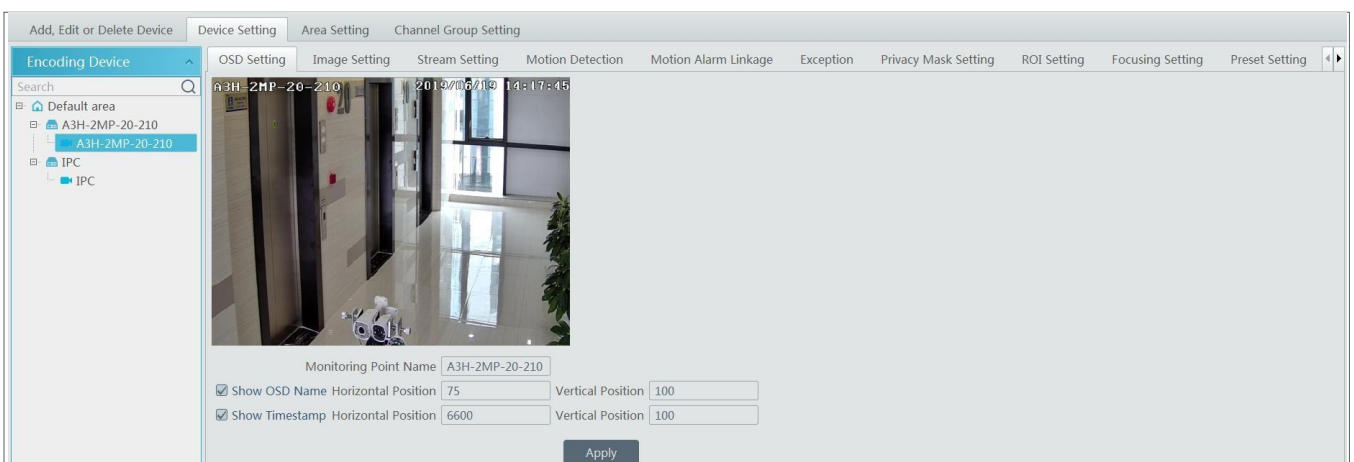 Add, Edit or Delete Device Device Setting Area Setting Channel Group Setting
Encoding Device
OSD Setting Image Setting Stream Setting Motion Detection Motion Alarm Linkage Exception Privacy Mask Setting ROI Setting Focusing Setting Preset Setting
Search
Default area
A3H-2MP-20-210
A3H-2MP-20-210
IPC
IPC
A3H-2MP-20-210 2019/06/19 14:17:45
Monitoring Point Name A3H-2MP-20-210
Show OSD Name Horizontal Position 75 Vertical Position 100
Show Timestamp Horizontal Position 6600 Vertical Position 100
Apply